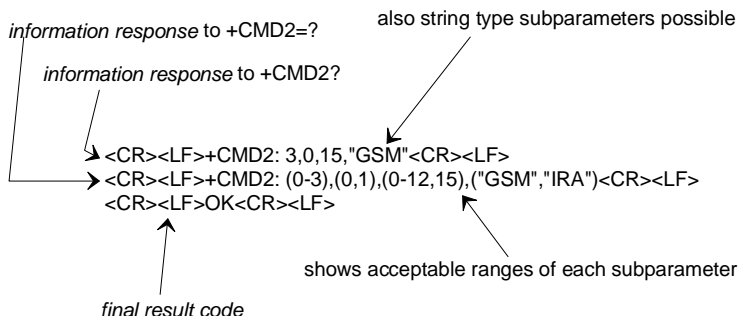 also string type subparameters possible
information response to +CMD2=?
information response to +CMD2?
<CR><LF>+CMD2: 3,0,15,"GSM"<CR><LF>
<CR><LF>+CMD2: (0-3),(0,1),(0-12,15),("GSM","IRA")<CR><LF>
<CR><LF>OK<CR><LF>
shows acceptable ranges of each subparameter
final result code